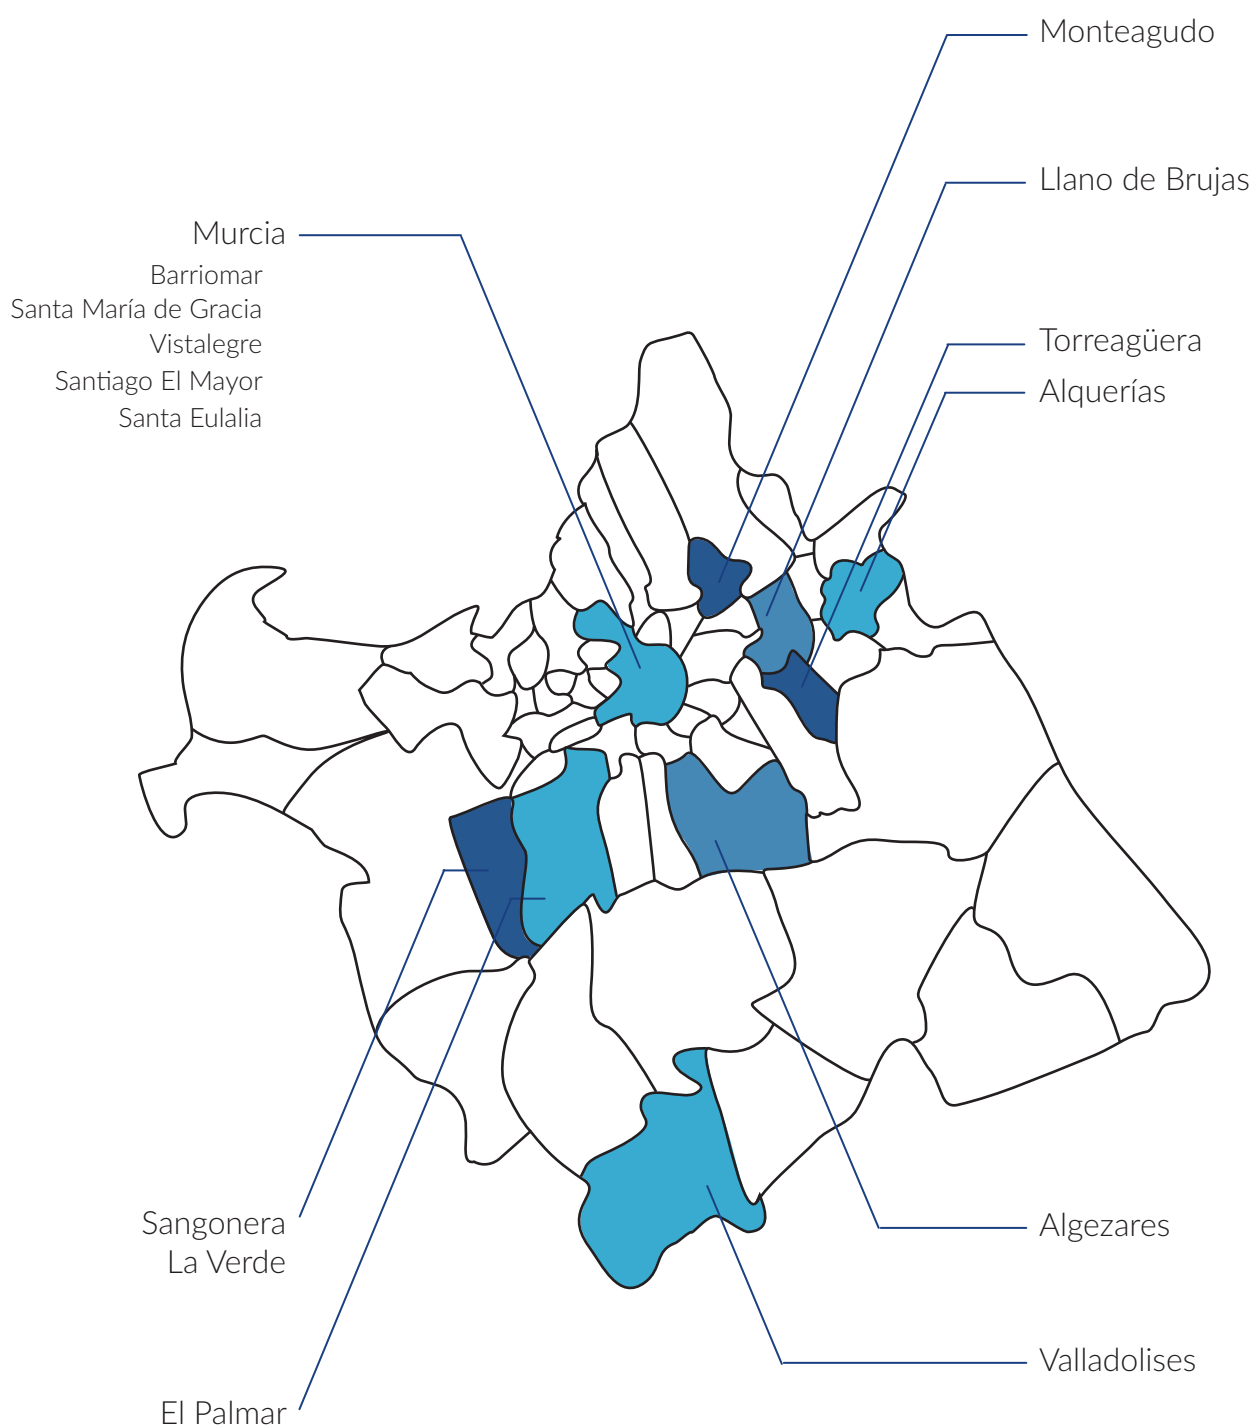 Monteagudo
Llano de Brujas
Murcia
Barriomar
Santa María de Gracia
Vistalegre
Santiago El Mayor
Santa Eulalia
Torreagüera
Alquerías
Sangonera
La Verde
Algezares
Valladolises
El Palmar